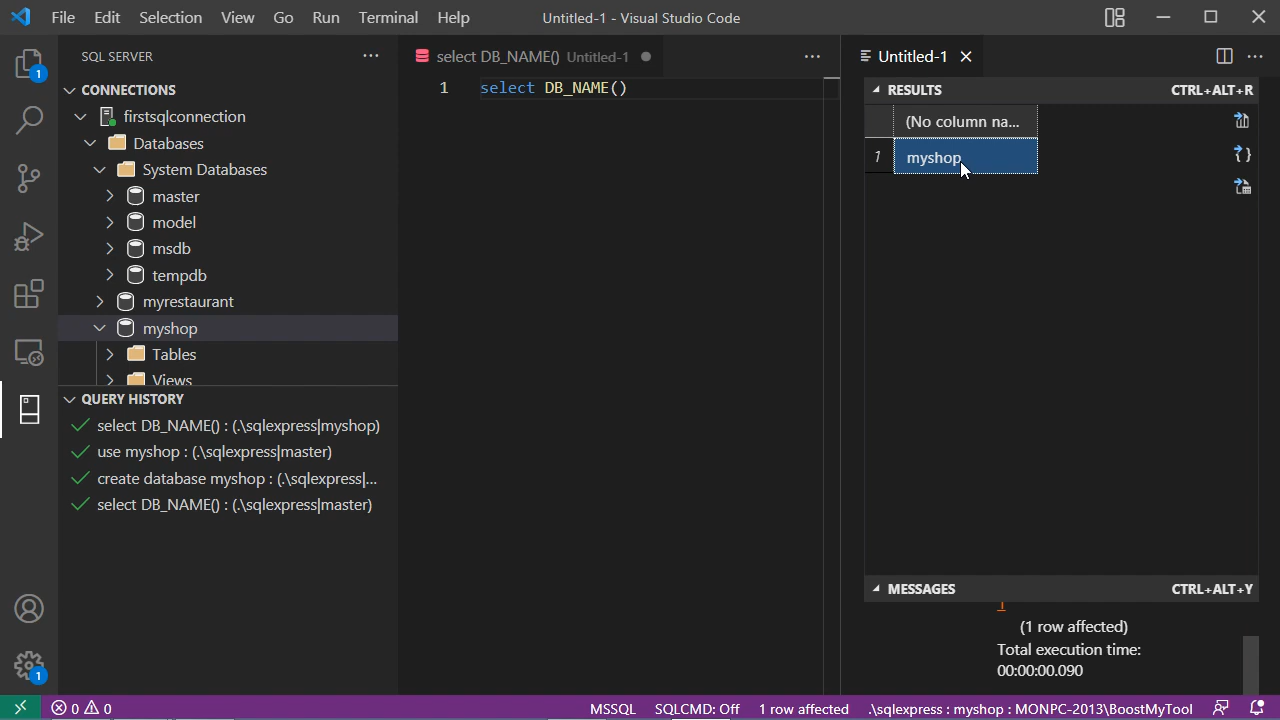 File Edit Selection View Go Run Terminal Help Untitled-1 - Visual Studio Code
1
SQL SERVER
CONNECTIONS
firstsqlconnection
Databases
System Databases
master
model
msdb
tempdb
myrestaurant
myshop
Tables
Views
QUERY HISTORY
select DB_NAME() : (.\sqlexpress|myshop)
use myshop : (.\sqlexpress|master)
create database myshop : (.\sqlexpress|...
select DB_NAME() : (.\sqlexpress|master)
1
select DB_NAME() Untitled-1
1 select DB_NAME()
Untitled-1
RESULTS CTRL+ALT+R
(No column na...
1 myshop
MESSAGES CTRL+ALT+Y
(1 row affected)
Total execution time:
00:00:00.090
0 0 MSSQL SQLCMD: Off 1 row affected .\sqlexpress : myshop : MONPC-2013\BoostMyTool